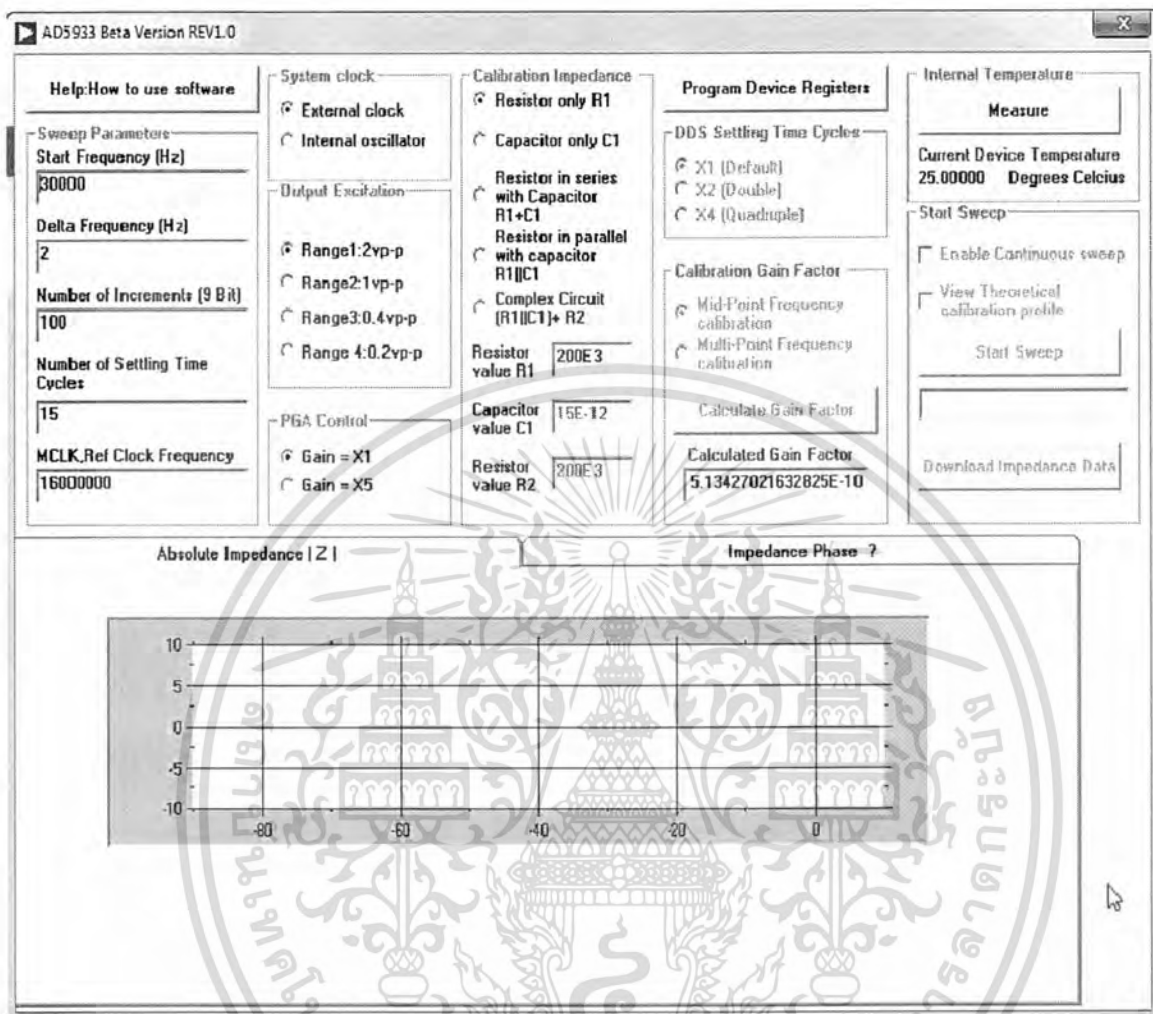 AD5933 Beta Version REV1.0
Help:How to use software
Sweep Parameters
Start Frequency (Hz)
30000
Delta Frequency (Hz)
2
Number of Increments (9 Bit)
100
Number of Settling Time
Cycles
15
MCLK,Ref Clock Frequency
16000000
System clock
External clock
Internal oscillator
Output Excitation
Range1:2vp-p
Range2:1vp-p
Range3:0.4vp-p
Range 4:0.2vp-p
PGA Control
Gain = X1
Gain = X5
Calibration Impedance
Resistor only R1
Capacitor only C1
Resistor in series
with Capacitor
R1+C1
Resistor in parallel
with capacitor
R1||C1
Complex Circuit
(R1||C1)+ R2
Resistor
value R1
200E3
Capacitor
value C1
15E-12
Resistor
value R2
200E3
Program Device Registers
DDS Settling Time Cycles
X1 (Default)
X2 (Double)
X4 (Quadruple)
Calibration Gain Factor
Mid-Point Frequency
calibration
Multi-Point Frequency
calibration
Calculate Gain Factor
Calculated Gain Factor
5.13427021632825E-10
Internal Temperature
Measure
Current Device Temperature
25.00000 Degrees Celcius
Start Sweep
Enable Continuous sweep
View Theoretical
calibration profile
Start Sweep
Download Impedance Data
Absolute Impedance | Z |
Impedance Phase ?
10
5
0
-5
-10
-80 -60 -40 -20 0